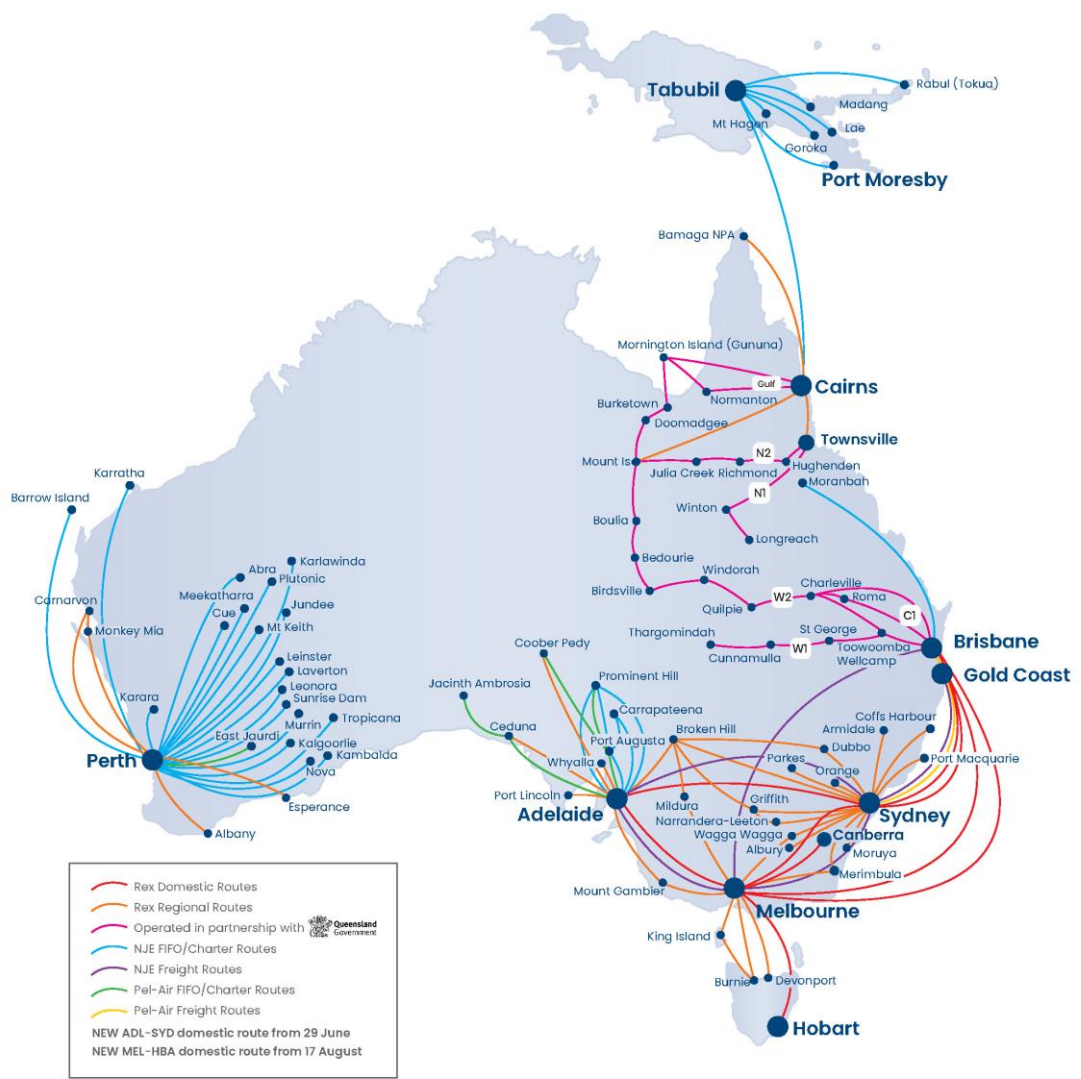 Tabubil
Rabul (Tokua)
Madang
Mt Hagen
Lae
Goroka
Port Moresby
Bamaga NPA
Mornington Island (Gununa)
Gulf
Cairns
Normanton
Burketown
Doomadgee
Townsville
N2
Mount Is
Hughenden
Julia Creek Richmond
Moranbah
Karratha
N1
Barrow Island
Winton
Boulia
Longreach
Bedourie
Karlawinda
Abra
Windorah
Plutonic
Charleville
Birdsville
Meekatharra
W2
Roma
Carnarvon
Jundee
Quilpie
C1
Cue
Mt Keith
Monkey Mia
Thargomindah
St George
Brisbane
Coober Pedy
W1
Toowoomba
Wellcamp
Cunnamulla
Leinster
Laverton
Gold Coast
Prominent Hill
Leonora
Jacinth Ambrosia
Karara
Sunrise Dam
Carrapateena
Murrin
Tropicana
Coffs Harbour
Ceduna
Broken Hill
Armidale
East Jaurdi
Port Augusta
Kalgoorlie
Dubbo
Perth
Kambalda
Whyalla
Parkes
Port Macquarie
Nova
Orange
Port Lincoln
Esperance
Mildura
Griffith
Adelaide
Sydney
Narrandera-Leeton
Albany
Wagga Wagga
Canberra
Albury
Moruya
Merimbula
Mount Gambier
Melbourne
King Island
Burnie
Devonport
Hobart
Rex Domestic Routes
Rex Regional Routes
Operated in partnership with Queensland Government
NJE FIFO/Charter Routes
NJE Freight Routes
Pel-Air FIFO/Charter Routes
Pel-Air Freight Routes
NEW ADL-SYD domestic route from 29 June
NEW MEL-HBA domestic route from 17 August